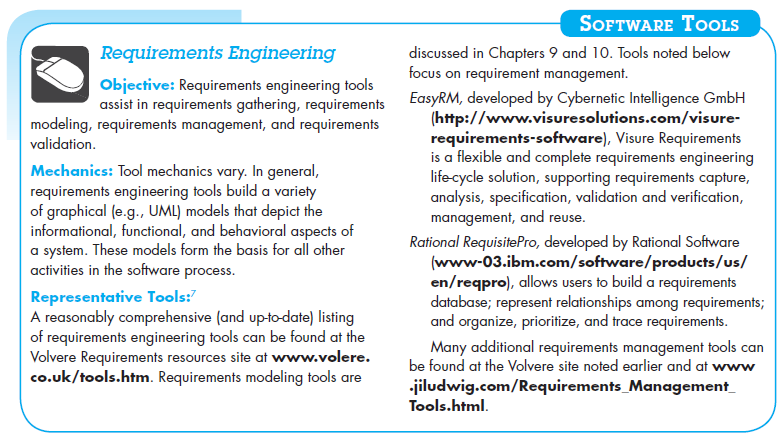 SOFTWARE TOOLS
Requirements Engineering
Objective: Requirements engineering tools
assist in requirements gathering, requirements
modeling, requirements management, and requirements
validation.
Mechanics: Tool mechanics vary. In general,
requirements engineering tools build a variety
of graphical (e.g., UML) models that depict the
informational, functional, and behavioral aspects of
a system. These models form the basis for all other
activities in the software process.
Representative Tools:7
A reasonably comprehensive (and up-to-date) listing
of requirements engineering tools can be found at the
Volvere Requirements resources site at www.volere.
co.uk/tools.htm. Requirements modeling tools are
discussed in Chapters 9 and 10. Tools noted below
focus on requirement management.
EasyRM, developed by Cybernetic Intelligence GmbH
(http://www.visuresolutions.com/visure-
requirements-software), Visure Requirements
is a flexible and complete requirements engineering
life-cycle solution, supporting requirements capture,
analysis, specification, validation and verification,
management, and reuse.
Rational RequisitePro, developed by Rational Software
(www-03.ibm.com/software/products/us/
en/reqpro), allows users to build a requirements
database; represent relationships among requirements;
and organize, prioritize, and trace requirements.
Many additional requirements management tools can
be found at the Volvere site noted earlier and at www
.jiludwig.com/Requirements_Management_
Tools.html.